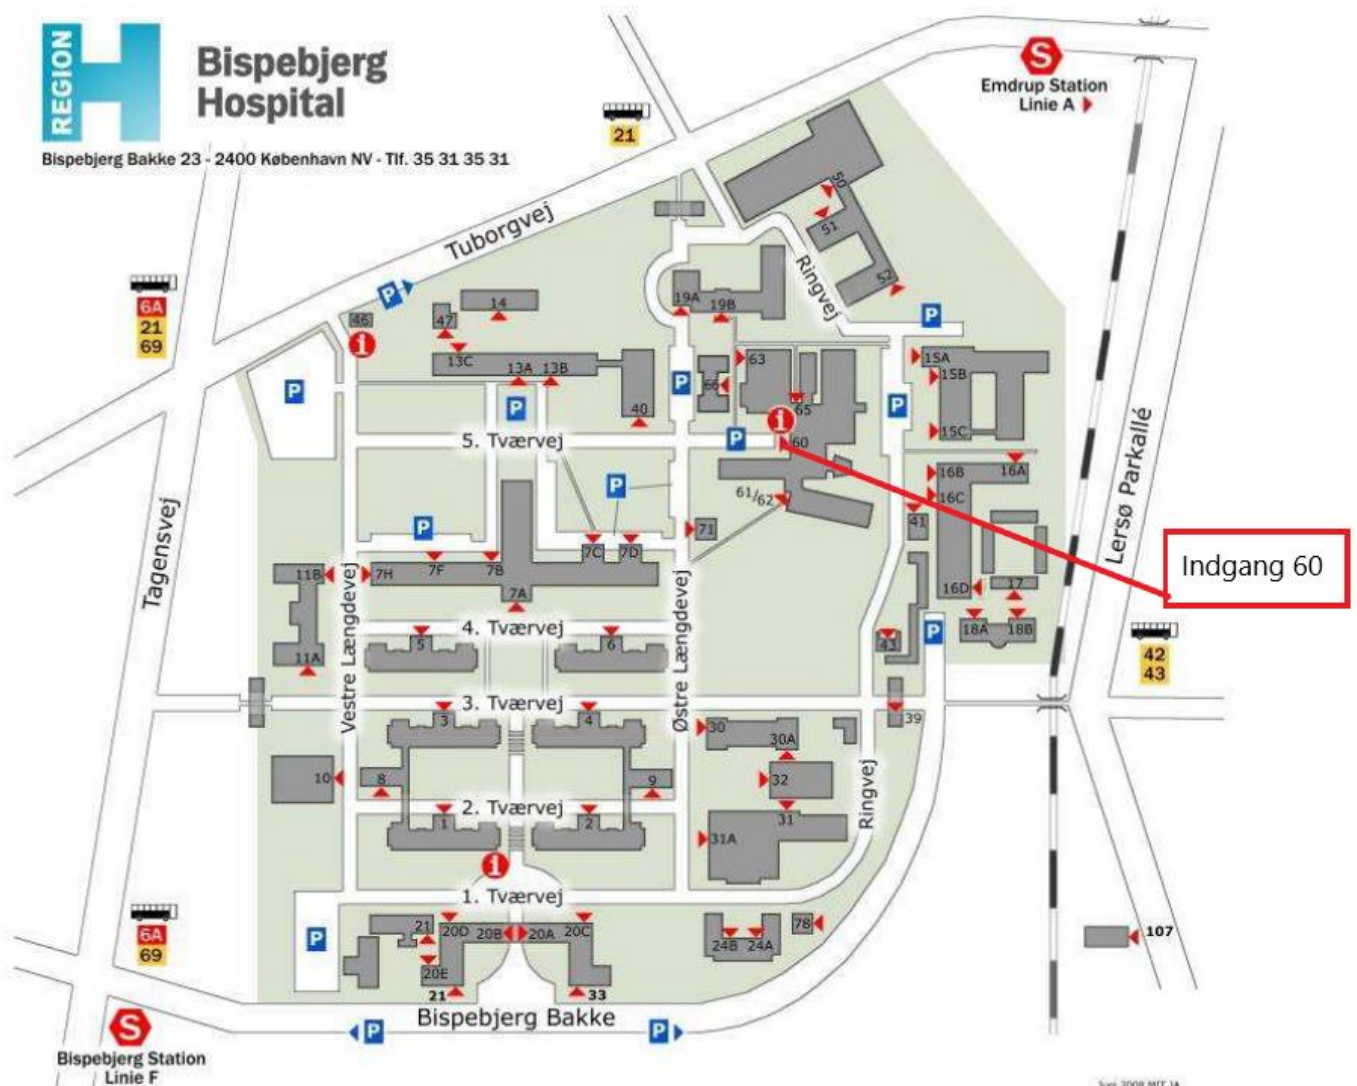 REGION
H
Bispebjerg
Hospital
Bispebjerg Bakke 23 - 2400 København NV - Tlf. 35 31 35 31
S
Emdrup Station
Linie A
21
Tuborgvej
50
51
52
Ringvej
6A
21
69
P
14
19A
19B
P
46
47
i
13C
13A
13B
63
66
65
15A
15B
15C
P
P
P
P
40
i
60
5. Tværvej
P
16B
16A
16C
61/62
P
P
71
41
Lersø Parkallé
Tagensvej
7C
7D
7F
7B
7H
11B
7A
16D
17
Indgang 60
4. Tværvej
5
6
11A
43
P
18A
18B
42
43
Vestre Længdevej
Østre Længdevej
3. Tværvej
3
4
30
30A
39
10
8
9
32
2. Tværvej
1
2
31
31A
Ringvej
i
1. Tværvej
P
21
20D
20B
20A
20C
20E
24B
24A
78
107
6A
69
21
33
Bispebjerg Bakke
P
P
S
Bispebjerg Station
Linie F